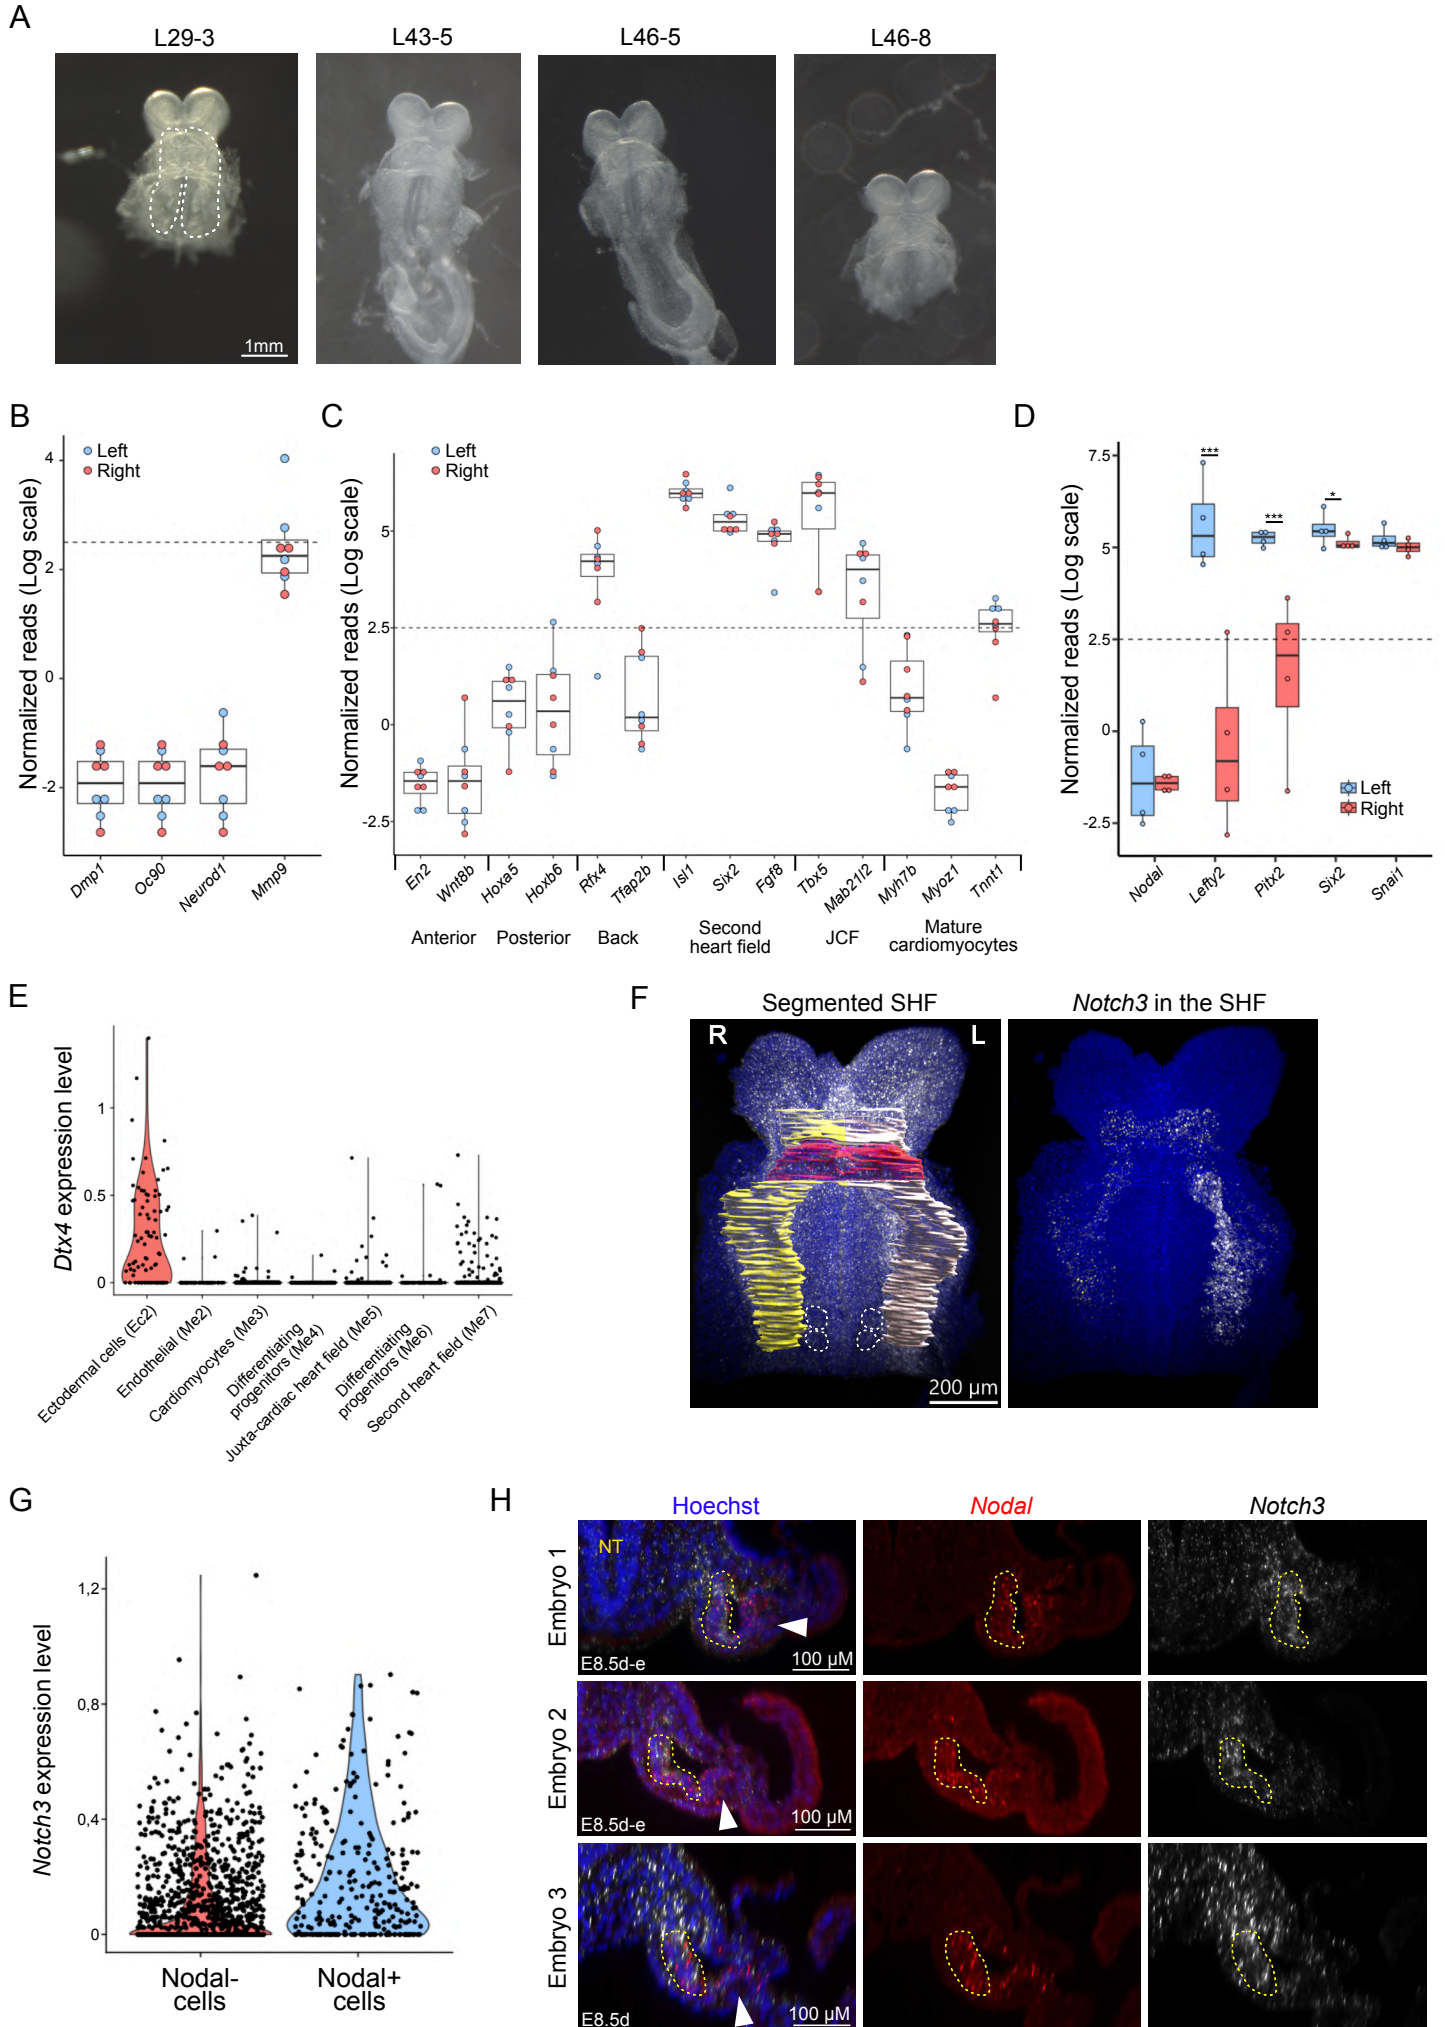 A
L29-3
L43-5
L46-5
L46-8
1mm
B
Left
Right
Normalized reads (Log scale)
4
2
0
-2
Dmp1
Oc90
Neurod1
Mmp9
C
Left
Right
Normalized reads (Log scale)
5
2.5
0
-2.5
En2
Wnt8b
Hoxa5
Hoxb6
Rfx4
Tfap2b
Isl1
Six2
Fgf8
Tbx5
Mab21l2
Myh7b
Myoz1
Tnnt1
Anterior
Posterior
Back
Second
heart field
JCF
Mature
cardiomyocytes
D
Normalized reads (Log scale)
7.5
5
2.5
0
-2.5
***
***
*
Left
Right
Nodal
Lefty2
Pitx2
Six2
Snai1
E
Dtx4 expression level
1
0.5
0
Ectodermal cells (Ec2)
Endothelial (Me2)
Cardiomyocytes (Me3)
Differentiating
progenitors (Me4)
Juxta-cardiac heart field (Me5)
Differentiating
progenitors (Me6)
Second heart field (Me7)
F
Segmented SHF
Notch3 in the SHF
R
L
200 µm
G
Notch3 expression level
1,2
0,8
0,4
0
Nodal-
cells
Nodal+
cells
H
Hoechst
Nodal
Notch3
Embryo 1
NT
E8.5d-e
100 µM
Embryo 2
E8.5d-e
100 µM
Embryo 3
E8.5d
100 µM